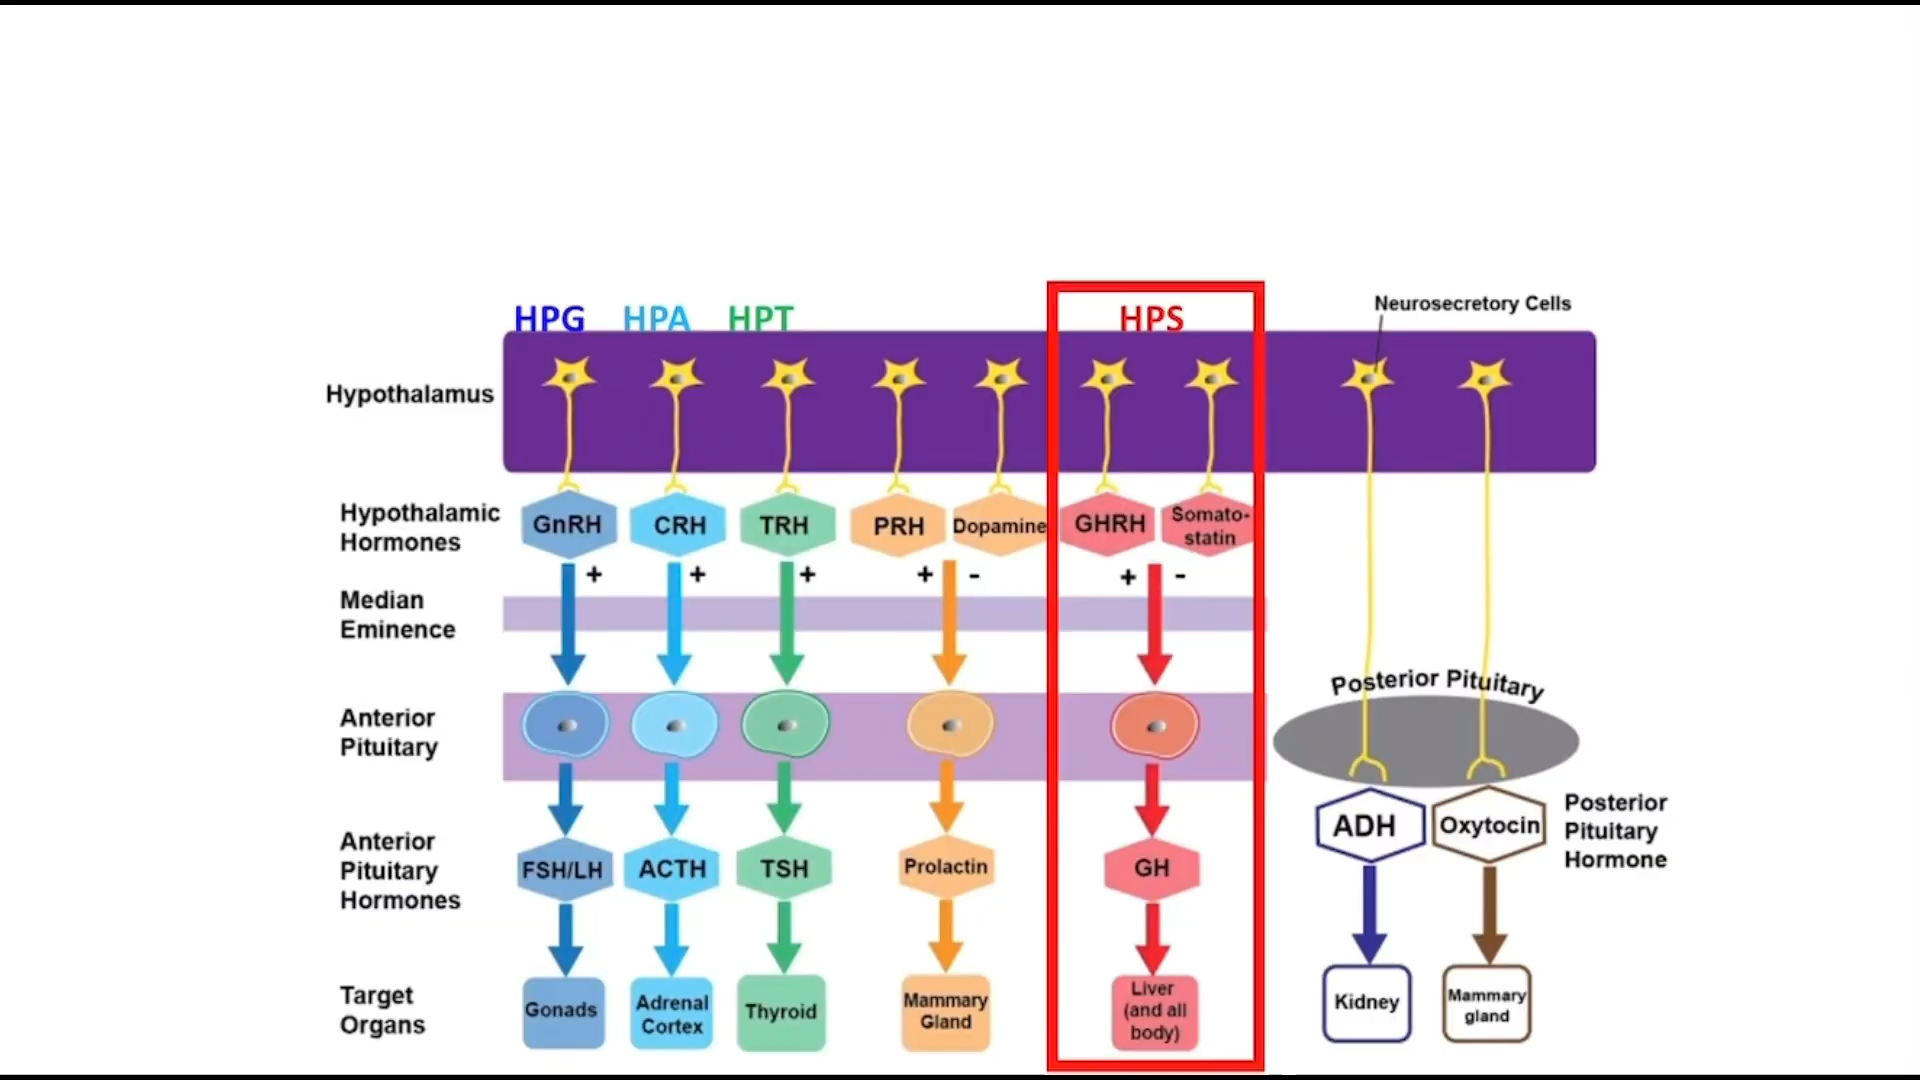 HPG HPA HPT HPS
Neurosecretory Cells
Hypothalamus
Hypothalamic
Hormones
GnRH
CRH
TRH
PRH
Dopamine
GHRH
Somato-
statin
+ + + + - + -
Median
Eminence
Posterior Pituitary
Anterior
Pituitary
Anterior
Pituitary
Hormones
FSH/LH
ACTH
TSH
Prolactin
GH
ADH
Oxytocin
Posterior
Pituitary
Hormone
Target
Organs
Gonads
Adrenal
Cortex
Thyroid
Mammary
Gland
Liver
(and all
body)
Kidney
Mammary
gland